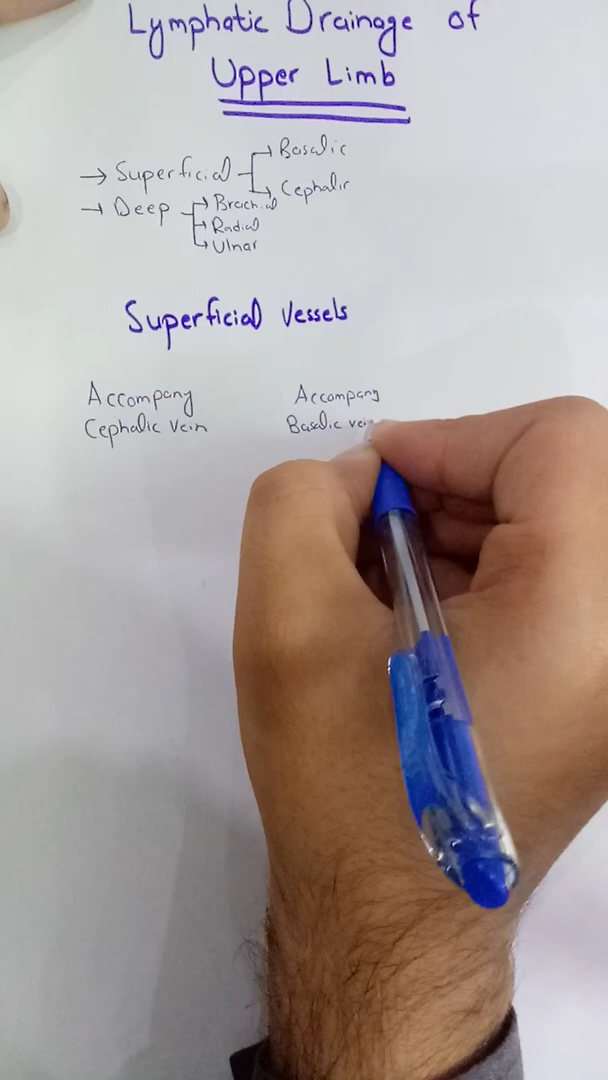 Lymphatic Drainage of
Upper Limb
→ Superficial → Basalic
→ Cephalic
→ Deep → Brachial
→ Radial
→ Ulnar
Superficial Vessels
Accompany
Cephalic Vein
Accompany
Basalic vein